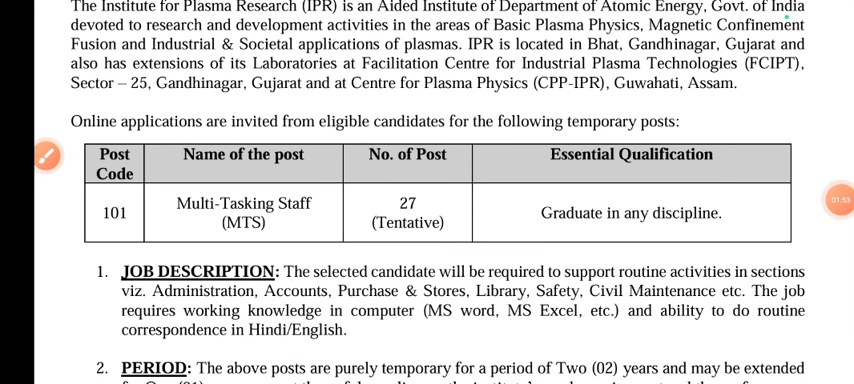 The Institute for Plasma Research (IPR) is an Aided Institute of Department of Atomic Energy, Govt. of India
devoted to research and development activities in the areas of Basic Plasma Physics, Magnetic Confinement
Fusion and Industrial & Societal applications of plasmas. IPR is located in Bhat, Gandhinagar, Gujarat and
also has extensions of its Laboratories at Facilitation Centre for Industrial Plasma Technologies (FCIPT),
Sector – 25, Gandhinagar, Gujarat and at Centre for Plasma Physics (CPP-IPR), Guwahati, Assam.
Online applications are invited from eligible candidates for the following temporary posts:
Post Code Name of the post No. of Post Essential Qualification
101 Multi-Tasking Staff (MTS) 27 (Tentative) Graduate in any discipline.
01:53
1. JOB DESCRIPTION: The selected candidate will be required to support routine activities in sections
viz. Administration, Accounts, Purchase & Stores, Library, Safety, Civil Maintenance etc. The job
requires working knowledge in computer (MS word, MS Excel, etc.) and ability to do routine
correspondence in Hindi/English.
2. PERIOD: The above posts are purely temporary for a period of Two (02) years and may be extended